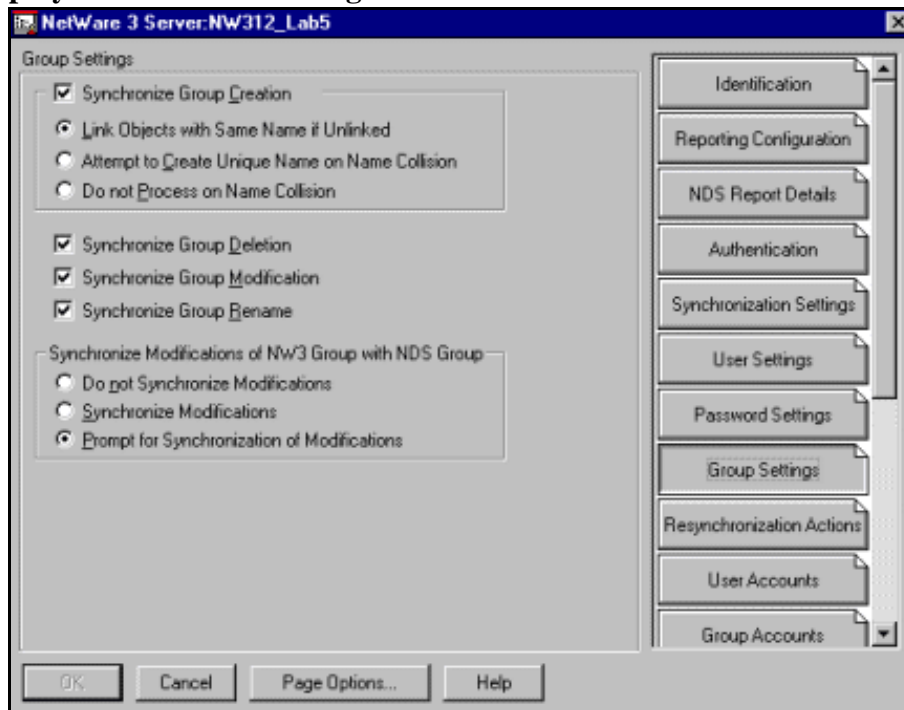 NetWare 3 Server:NW312_Lab5
Group Settings
Synchronize Group Creation
Link Objects with Same Name if Unlinked
Attempt to Create Unique Name on Name Collision
Do not Process on Name Collision
Synchronize Group Deletion
Synchronize Group Modification
Synchronize Group Rename
Synchronize Modifications of NW3 Group with NDS Group
Do not Synchronize Modifications
Synchronize Modifications
Prompt for Synchronization of Modifications
Identification
Reporting Configuration
NDS Report Details
Authentication
Synchronization Settings
User Settings
Password Settings
Group Settings
Resynchronization Actions
User Accounts
Group Accounts
OK
Cancel
Page Options...
Help